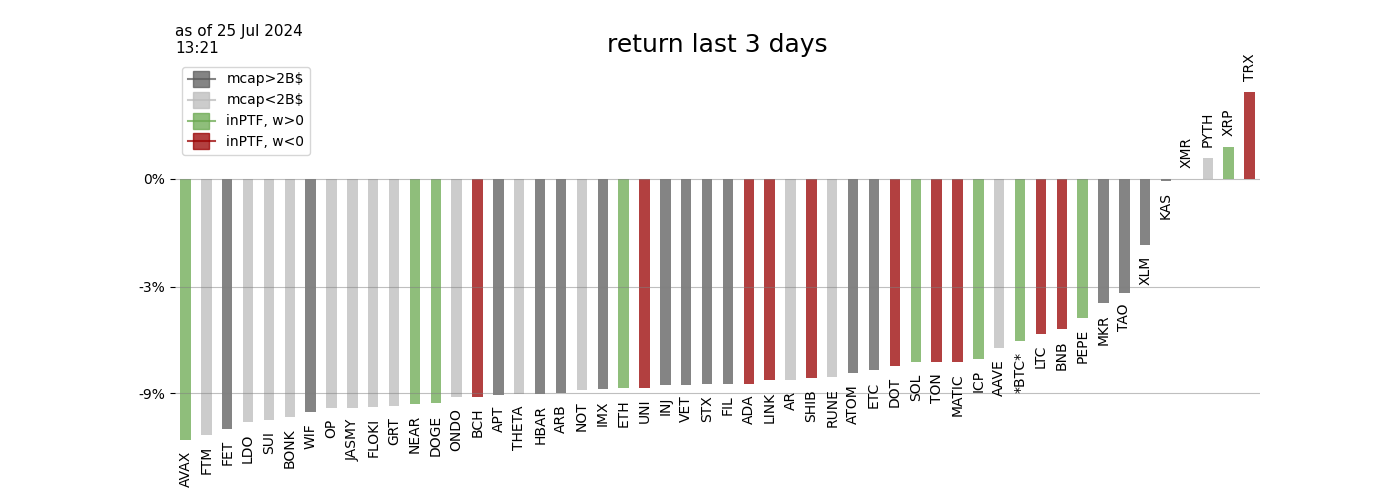 as of 25 Jul 2024
13:21
return last 3 days
mcap>2B$
mcap<2B$
inPTF, w>0
inPTF, w<0
0%
-3%
-9%
AVAX
FTM
FET
LDO
SUI
BONK
WIF
OP
JASMY
FLOKI
GRT
NEAR
DOGE
ONDO
BCH
APT
THETA
HBAR
ARB
NOT
IMX
ETH
UNI
INJ
VET
STX
FIL
ADA
LINK
AR
SHIB
RUNE
ATOM
ETC
DOT
SOL
TON
MATIC
ICP
AAVE
*BTC*
LTC
BNB
PEPE
MKR
TAO
XLM
KAS
XMR
PYTH
XRP
TRX